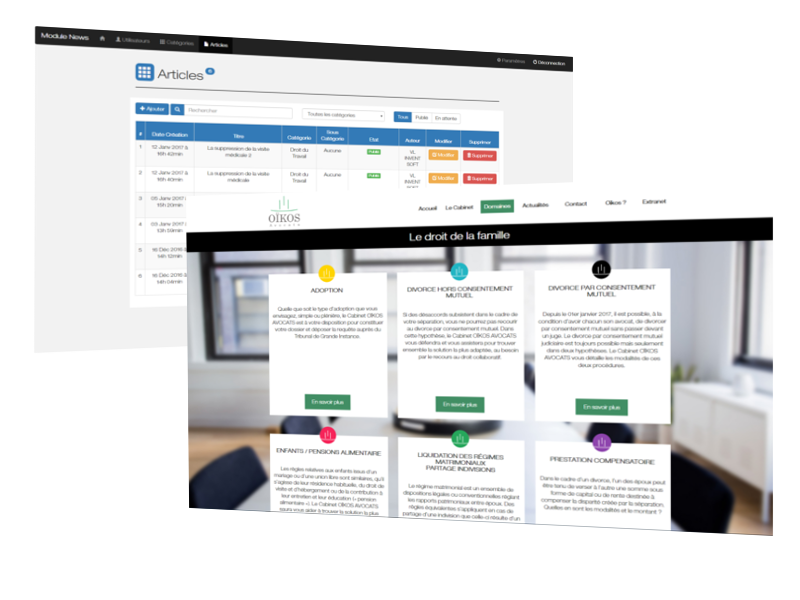 Module News
Utilisateurs
Catégories
Articles
Paramètres
Déconnexion
Articles
Ajouter
Rechercher
Toutes les catégories
Tous
Publié
En attente
# Date Création Titre Catégorie Sous Catégorie Etat Auteur Modifier Supprimer
1 12 Janv 2017 à 16h 42min La suppression de la visite médicale 2 Droit du Travail Aucune VL INVENT SOFT Modifier Supprimer
2 12 Janv 2017 à 16h 40min La suppression de la visite médicale Droit du Travail Aucune VL INVENT SOFT Modifier Supprimer
3 05 Janv 2017
15h 20min
4 03 Janv 2017
13h 59min
5 16 Déc 2016 à
14h 12min
6 16 Déc 2016 à
14h 04min
OÏKOS
AVOCATS
Accueil
Le Cabinet
Domaines
Actualités
Contact
Oïkos ?
Extranet
Le droit de la famille
ADOPTION
Quelle que soit le type d'adoption que vous
envisagez, simple ou plénière, le Cabinet OÏKOS
AVOCATS est à votre disposition pour constituer
votre dossier et déposer la requête auprès du
Tribunal de Grande Instance.
En savoir plus
DIVORCE HORS CONSENTEMENT
MUTUEL
Si des désaccords subsistent dans le cadre de
votre séparation, vous ne pourrez pas recourir
au divorce par consentement mutuel. Dans
cette hypothèse, le Cabinet OÏKOS AVOCATS
vous défendra et vous assistera pour trouver
ensemble la solution la plus adaptée, au besoin
par le recours au droit collaboratif.
En savoir plus
DIVORCE PAR CONSENTEMENT
MUTUEL
Depuis le 1er janvier 2017, il est possible, à la
condition d'avoir chacun son avocat, de divorcer
par consentement mutuel sans passer devant
un juge. Le divorce par consentement mutuel
judiciaire est toujours possible mais seulement
dans deux hypothèses. Le Cabinet OÏKOS
AVOCATS vous détaille les modalités de ces
deux procédures.
En savoir plus
ENFANTS / PENSIONS ALIMENTAIRE
Les règles relatives aux enfants issus d'un
mariage ou d'une union libre sont similaires, qu'il
s'agisse de leur résidence habituelle, du droit de
visite et d'hébergement ou de la contribution à
leur entretien et leur éducation (« pension
alimentaire »). Le Cabinet OÏKOS AVOCATS
saura vous aider à trouver la solution la plus
LIQUIDATION DES RÉGIMES
MATRIMONIAUX
PARTAGE INDIVISIONS
Le régime matrimonial est un ensemble de
dispositions légales ou conventionnelles réglant
les rapports patrimoniaux entre époux. Des
règles équivalentes s'appliquent en cas de
partage d'une indivision que celle-ci résulte d'un
PRESTATION COMPENSATOIRE
Dans le cadre d'un divorce, l'un des époux peut
être tenu de verser à l'autre une somme sous
forme de capital ou de rente destinée à
compenser la disparité créée par la séparation.
Quelles en sont les modalités et le montant ?